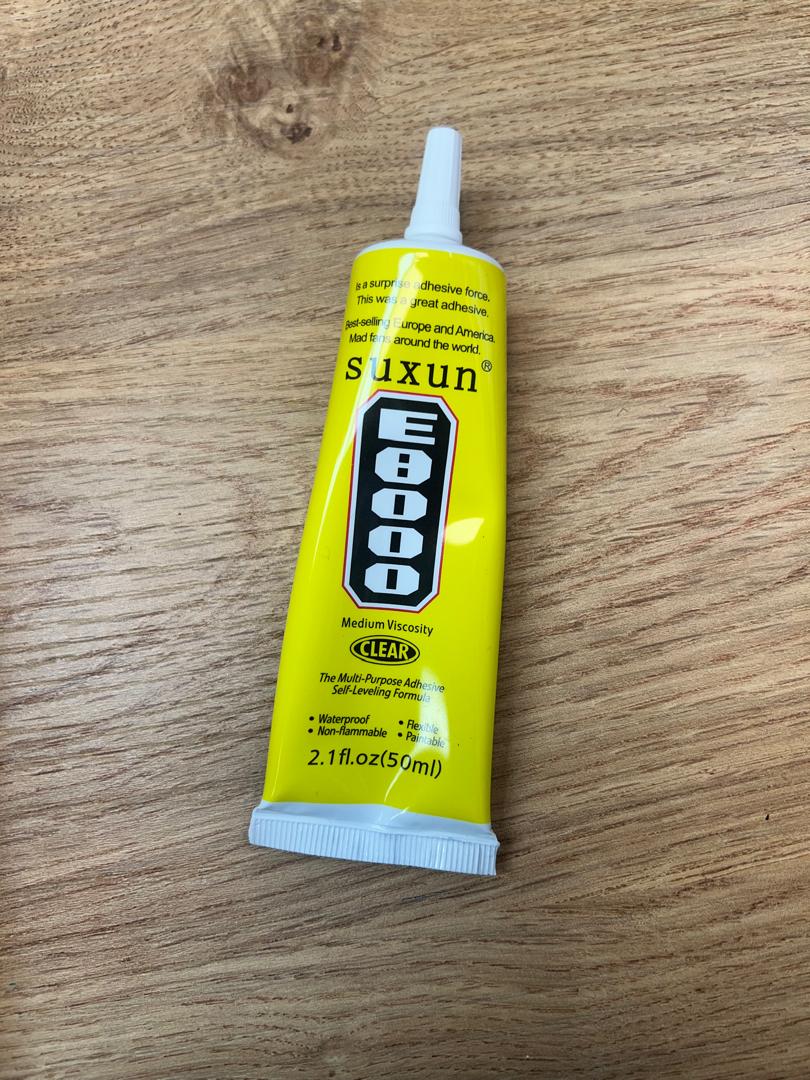 Is a surprise adhesive force.
This was a great adhesive.
Best-selling Europe and America.
Mad fans around the world.
suxun®
E8000
Medium Viscosity
CLEAR
The Multi-Purpose Adhesive
Self-Leveling Formula
• Waterproof • Flexible
• Non-flammable • Paintable
2.1fl.oz(50ml)